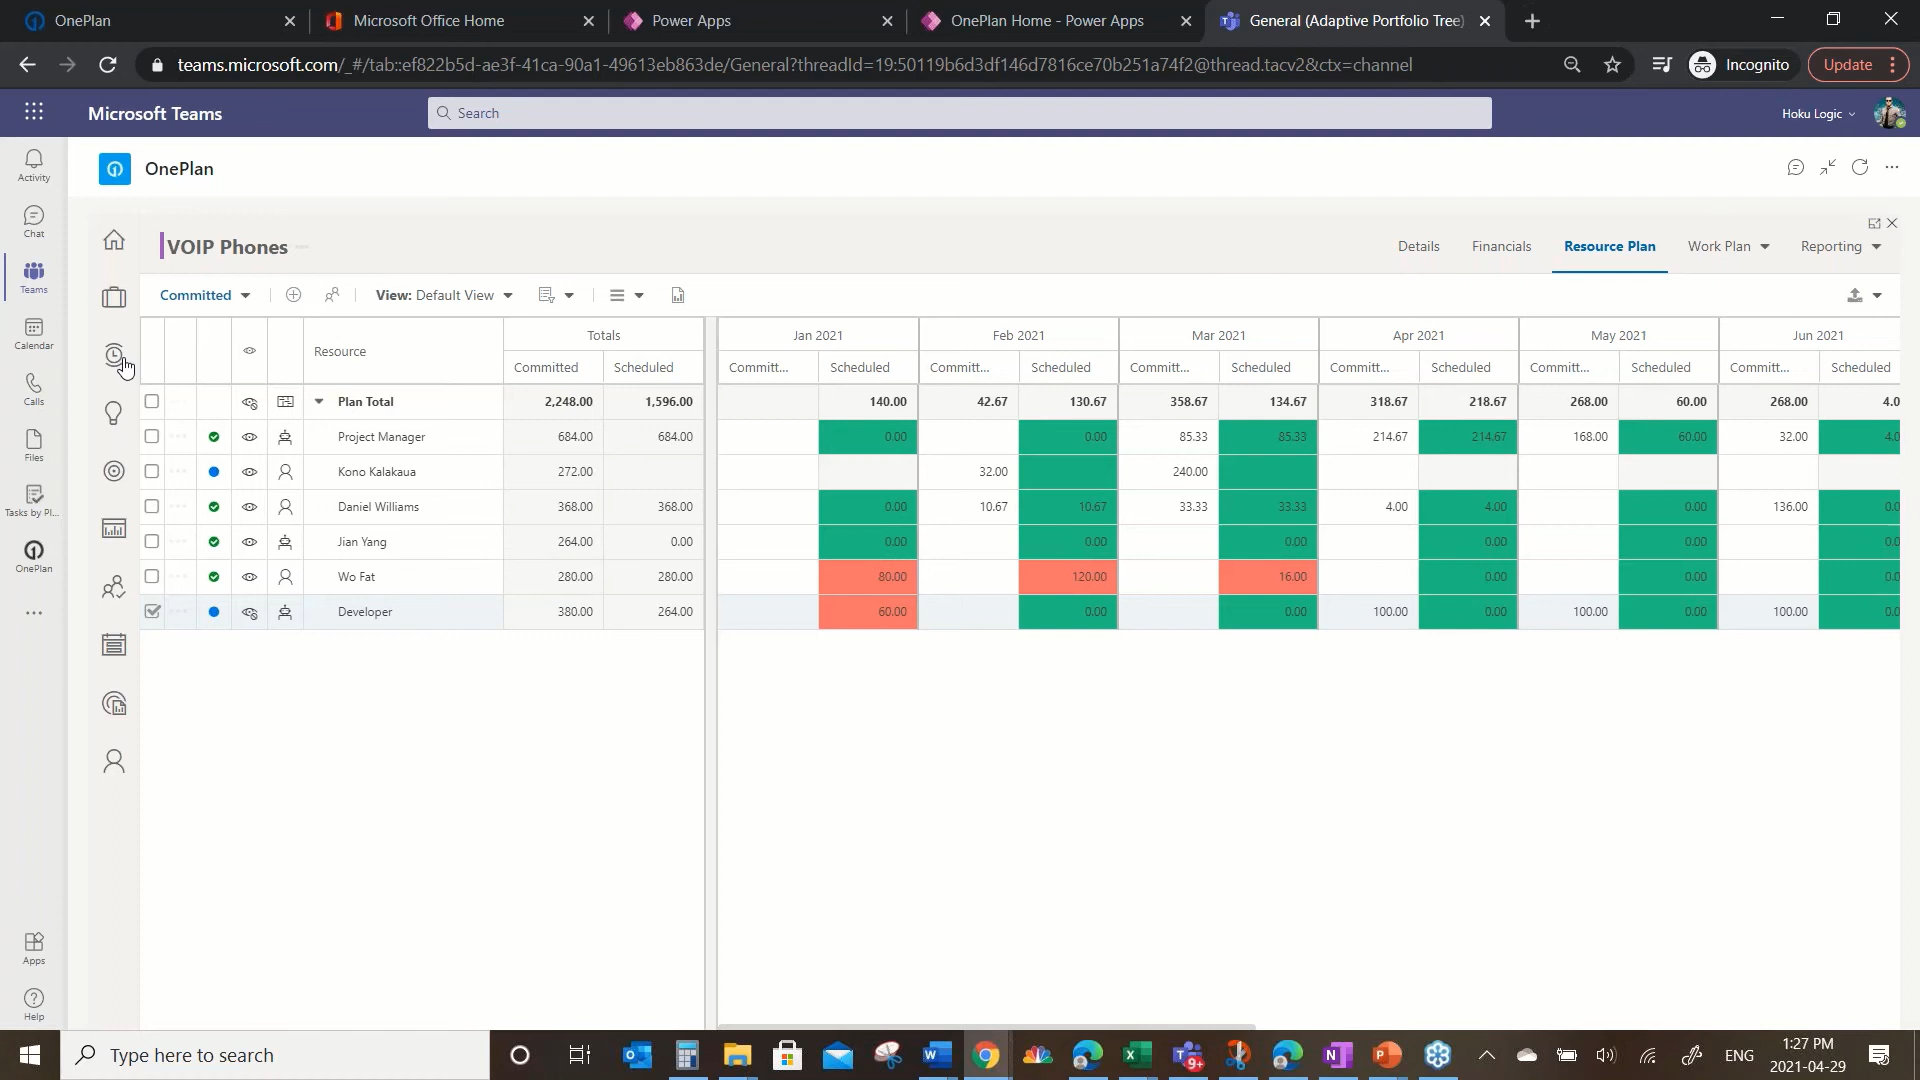 OnePlan
Microsoft Office Home
Power Apps
OnePlan Home - Power Apps
General (Adaptive Portfolio Tree)
teams.microsoft.com/_#/tab::ef822b5d-ae3f-41ca-90a1-49613eb863de/General?threadId=19:50119b6d3df146d7816ce70b251a74f2@thread.tacv2&ctx=channel
Incognito
Update
Microsoft Teams
Search
Hoku Logic
Activity
Chat
Teams
Calendar
Calls
Files
Tasks by Pl...
OnePlan
Apps
Help
OnePlan
VOIP Phones
Details Financials Resource Plan Work Plan Reporting
Committed View: Default View
Resource Totals Jan 2021 Feb 2021 Mar 2021 Apr 2021 May 2021 Jun 2021
Committed Scheduled Committ... Scheduled Committ... Scheduled Committ... Scheduled Committ... Scheduled Committ... Scheduled Committ... Scheduled
Plan Total 2,248.00 1,596.00 140.00 42.67 130.67 358.67 134.67 318.67 218.67 268.00 60.00 268.00 4.0
Project Manager 684.00 684.00 0.00 0.00 85.33 85.33 214.67 214.67 168.00 60.00 32.00 4.0
Kono Kalakaua 272.00 32.00 240.00
Daniel Williams 368.00 368.00 0.00 10.67 10.67 33.33 33.33 4.00 4.00 0.00 136.00 0.0
Jian Yang 264.00 0.00 0.00 0.00 0.00 0.00 0.00 0.0
Wo Fat 280.00 280.00 80.00 120.00 16.00 0.00 0.00 0.0
Developer 380.00 264.00 60.00 0.00 0.00 100.00 0.00 100.00 0.00 100.00 0.0
Type here to search
9+
ENG
1:27 PM
2021-04-29